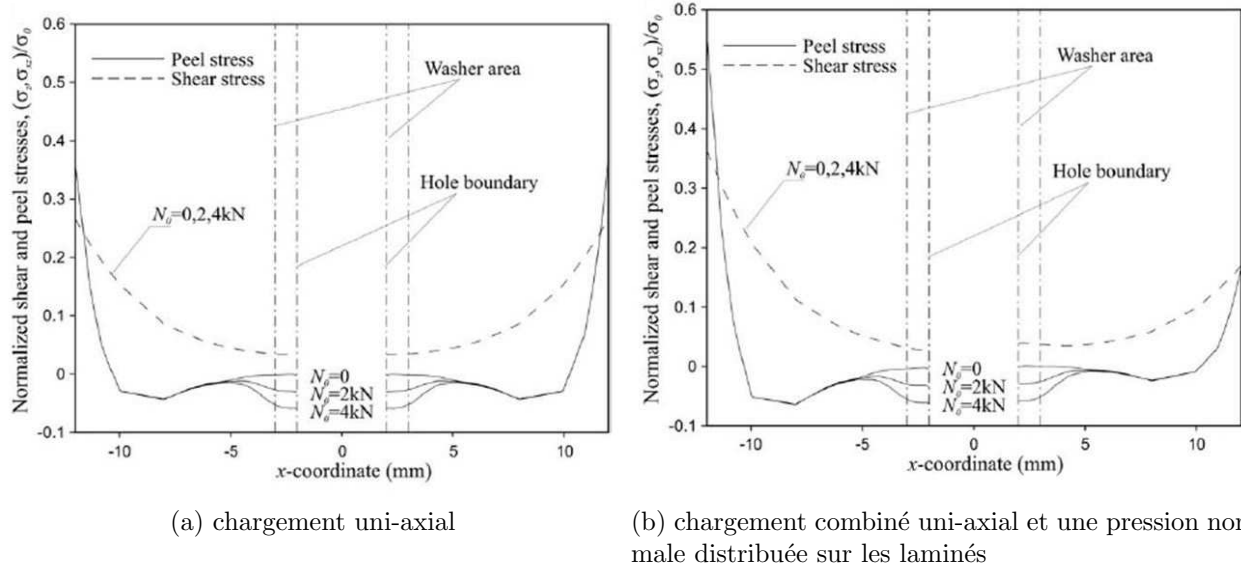 0.6
0.5
0.4
0.3
0.2
0.1
0
-0.1
Normalized shear and peel stresses, (σz,σxz)/σ0
Peel stress
Shear stress
Washer area
N0=0,2,4kN
Hole boundary
N0=0
N0=2kN
N0=4kN
-10 -5 0 5 10
x-coordinate (mm)
(a) chargement uni-axial
0.6
0.5
0.4
0.3
0.2
0.1
0
-0.1
Normalized shear and peel stresses, (σz,σxz)/σ0
Peel stress
Shear stress
Washer area
N0=0,2,4kN
Hole boundary
N0=0
N0=2kN
N0=4kN
-10 -5 0 5 10
x-coordinate (mm)
(b) chargement combiné uni-axial et une pression nor
male distribuée sur les laminés